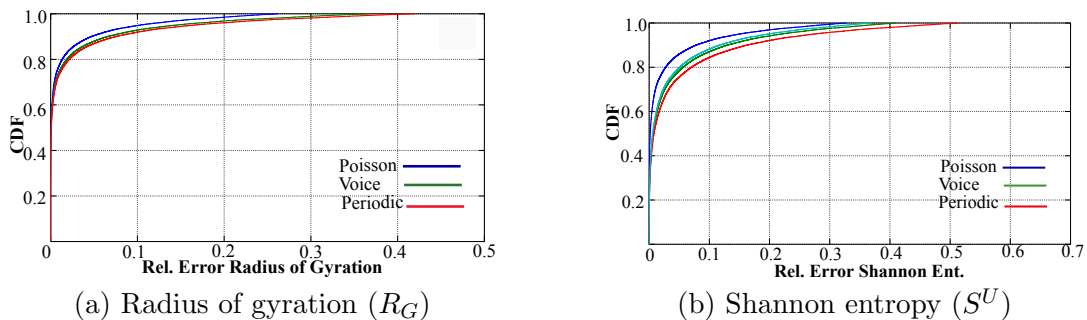 1.0
0.8
0.6
0.4
0.2
CDF
Poisson
Voice
Periodic
0 0.1 0.2 0.3 0.4 0.5
Rel. Error Radius of Gyration
(a) Radius of gyration (R_G)
1.0
0.8
0.6
0.4
0.2
CDF
Poisson
Voice
Periodic
0 0.1 0.2 0.3 0.4 0.5 0.6 0.7
Rel. Error Shannon Ent.
(b) Shannon entropy (S^U)